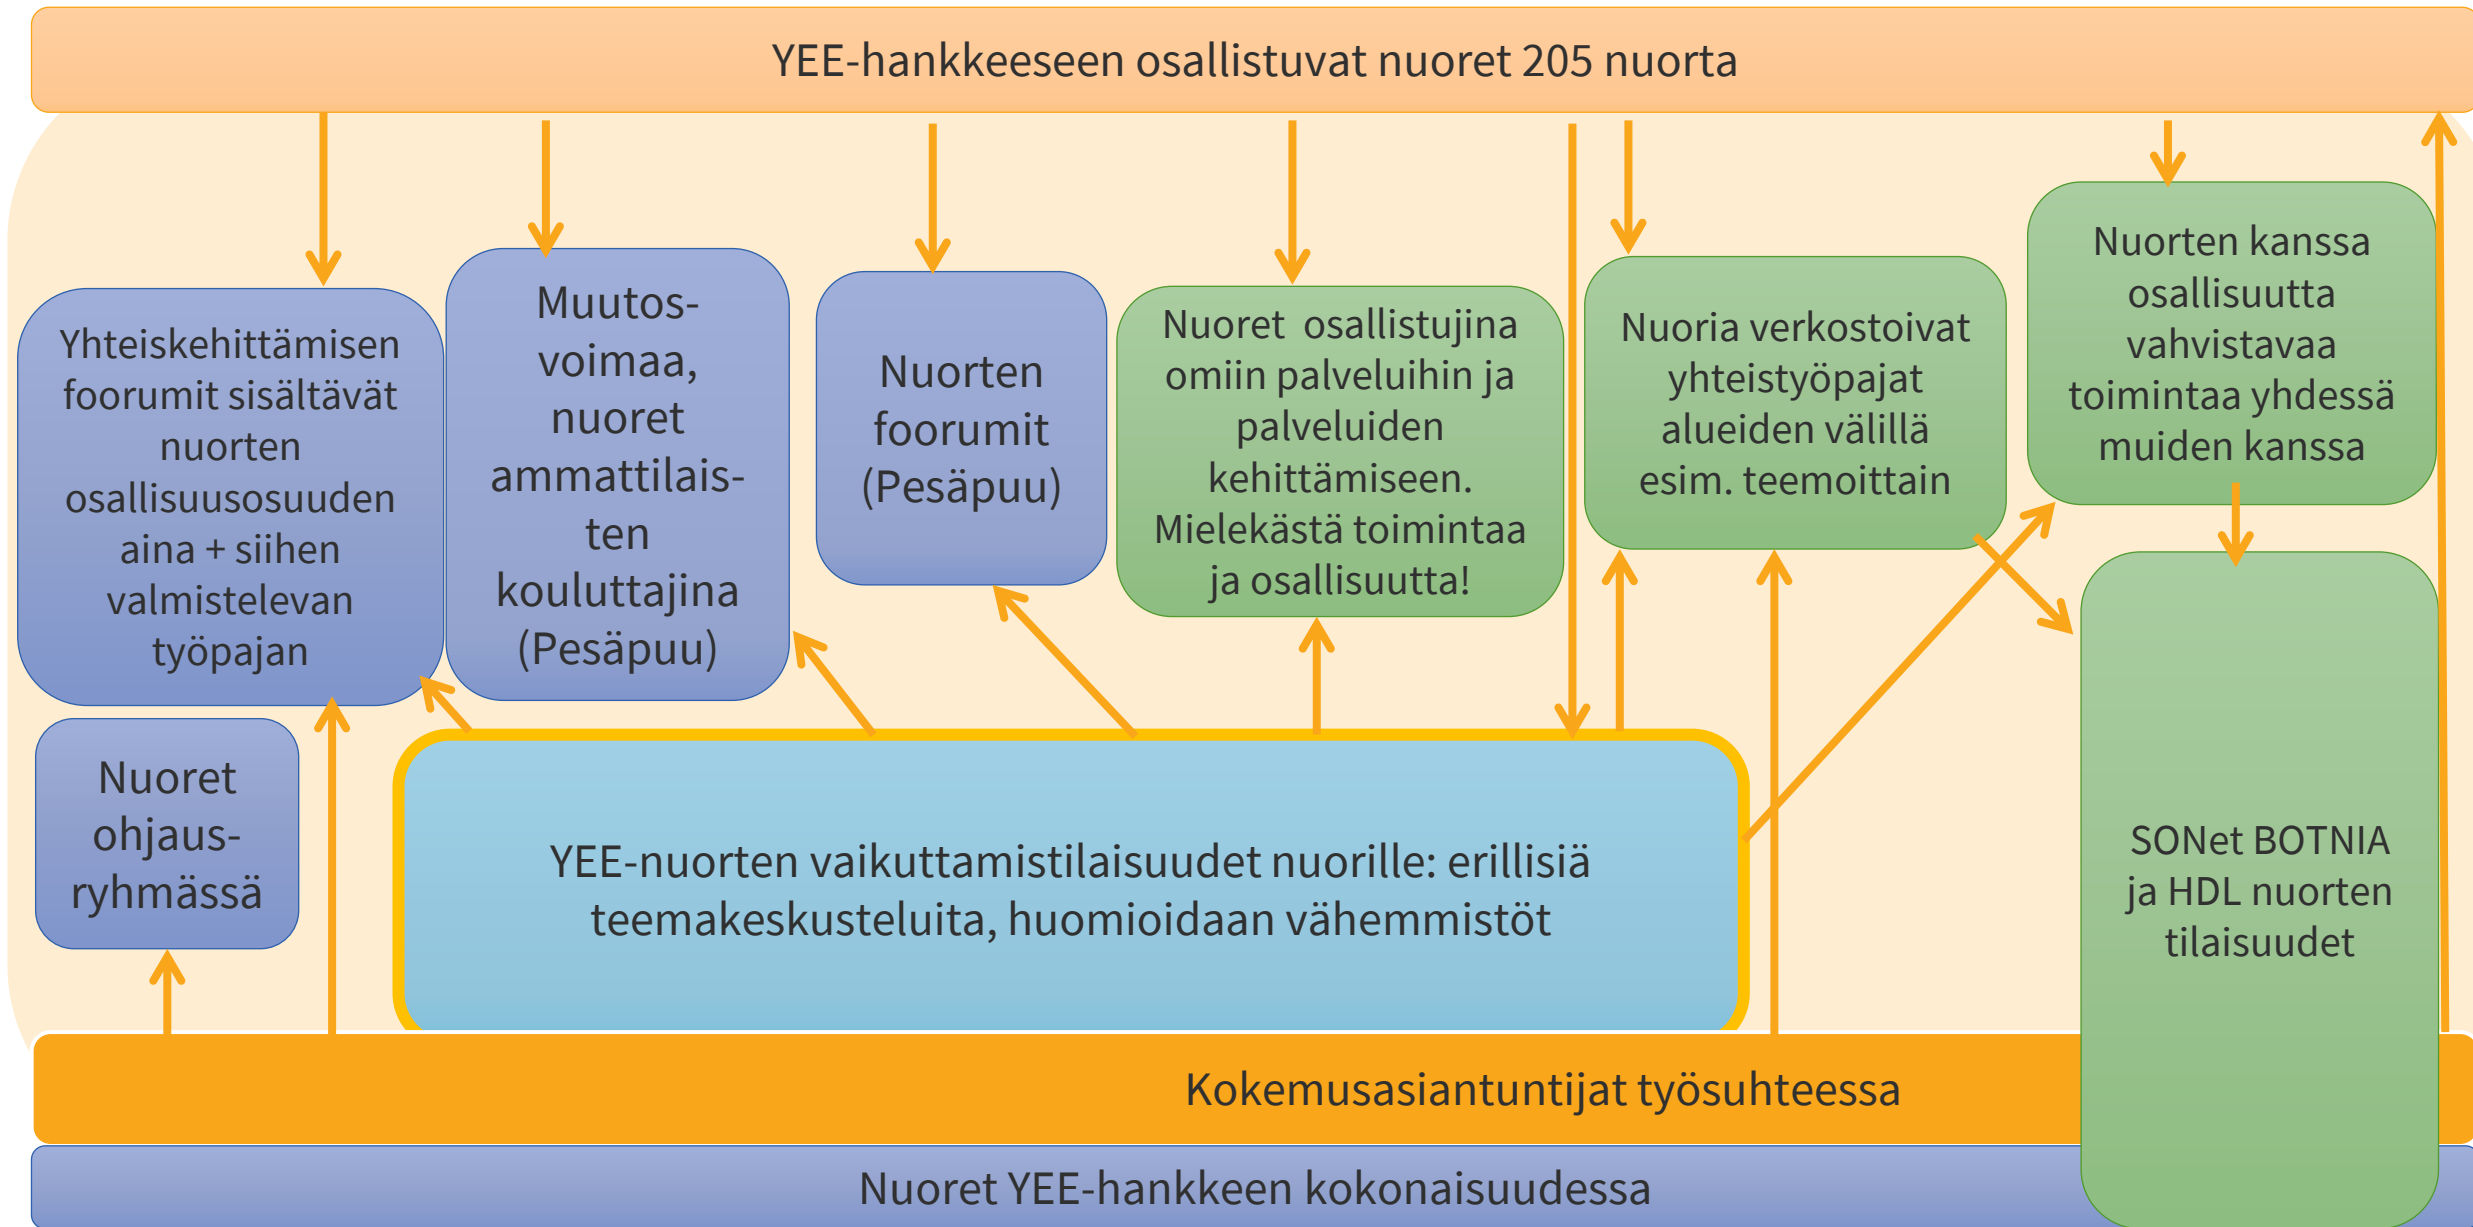 YEE-hankkeeseen osallistuvat nuoret 205 nuorta
Yhteiskehittämisen
foorumit sisältävät
nuorten
osallisuusosuuden
aina + siihen
valmistelevan
työpajan
Muutos-
voimaa,
nuoret
ammattilais-
ten
kouluttajina
(Pesäpuu)
Nuorten
foorumit
(Pesäpuu)
Nuoret  osallistujina
omiin palveluihin ja
palveluiden
kehittämiseen.
Mielekästä toimintaa
ja osallisuutta!
Nuoria verkostoivat
yhteistyöpajat
alueiden välillä
esim. teemoittain
Nuorten kanssa
osallisuutta
vahvistavaa
toimintaa yhdessä
muiden kanssa
Nuoret
ohjaus-
ryhmässä
YEE-nuorten vaikuttamistilaisuudet nuorille: erillisiä
teemakeskusteluita, huomioidaan vähemmistöt
SONet BOTNIA
ja HDL nuorten
tilaisuudet
Kokemusasiantuntijat työsuhteessa
Nuoret YEE-hankkeen kokonaisuudessa